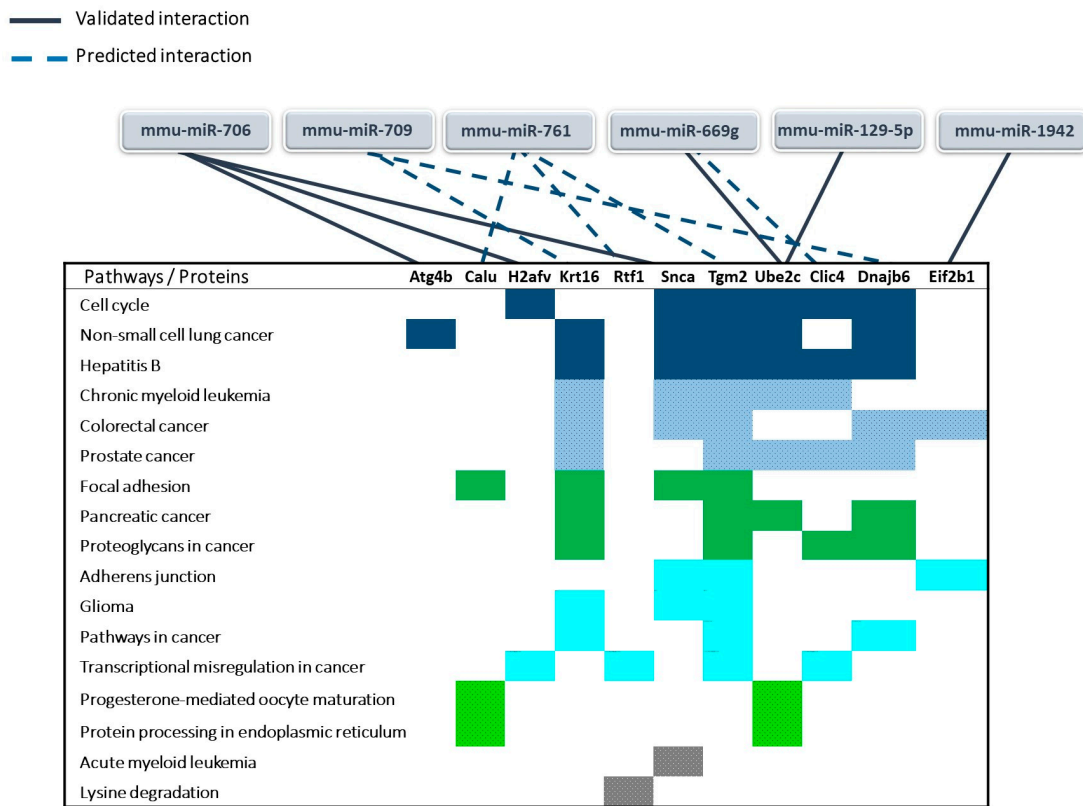 Validated interaction
Predicted interaction
mmu-miR-706 mmu-miR-709 mmu-miR-761 mmu-miR-669g mmu-miR-129-5p mmu-miR-1942
Pathways / Proteins Atg4b Calu H2afv Krt16 Rtf1 Snca Tgm2 Ube2c Clic4 Dnajb6 Eif2b1
Cell cycle
Non-small cell lung cancer
Hepatitis B
Chronic myeloid leukemia
Colorectal cancer
Prostate cancer
Focal adhesion
Pancreatic cancer
Proteoglycans in cancer
Adherens junction
Glioma
Pathways in cancer
Transcriptional misregulation in cancer
Progesterone-mediated oocyte maturation
Protein processing in endoplasmic reticulum
Acute myeloid leukemia
Lysine degradation